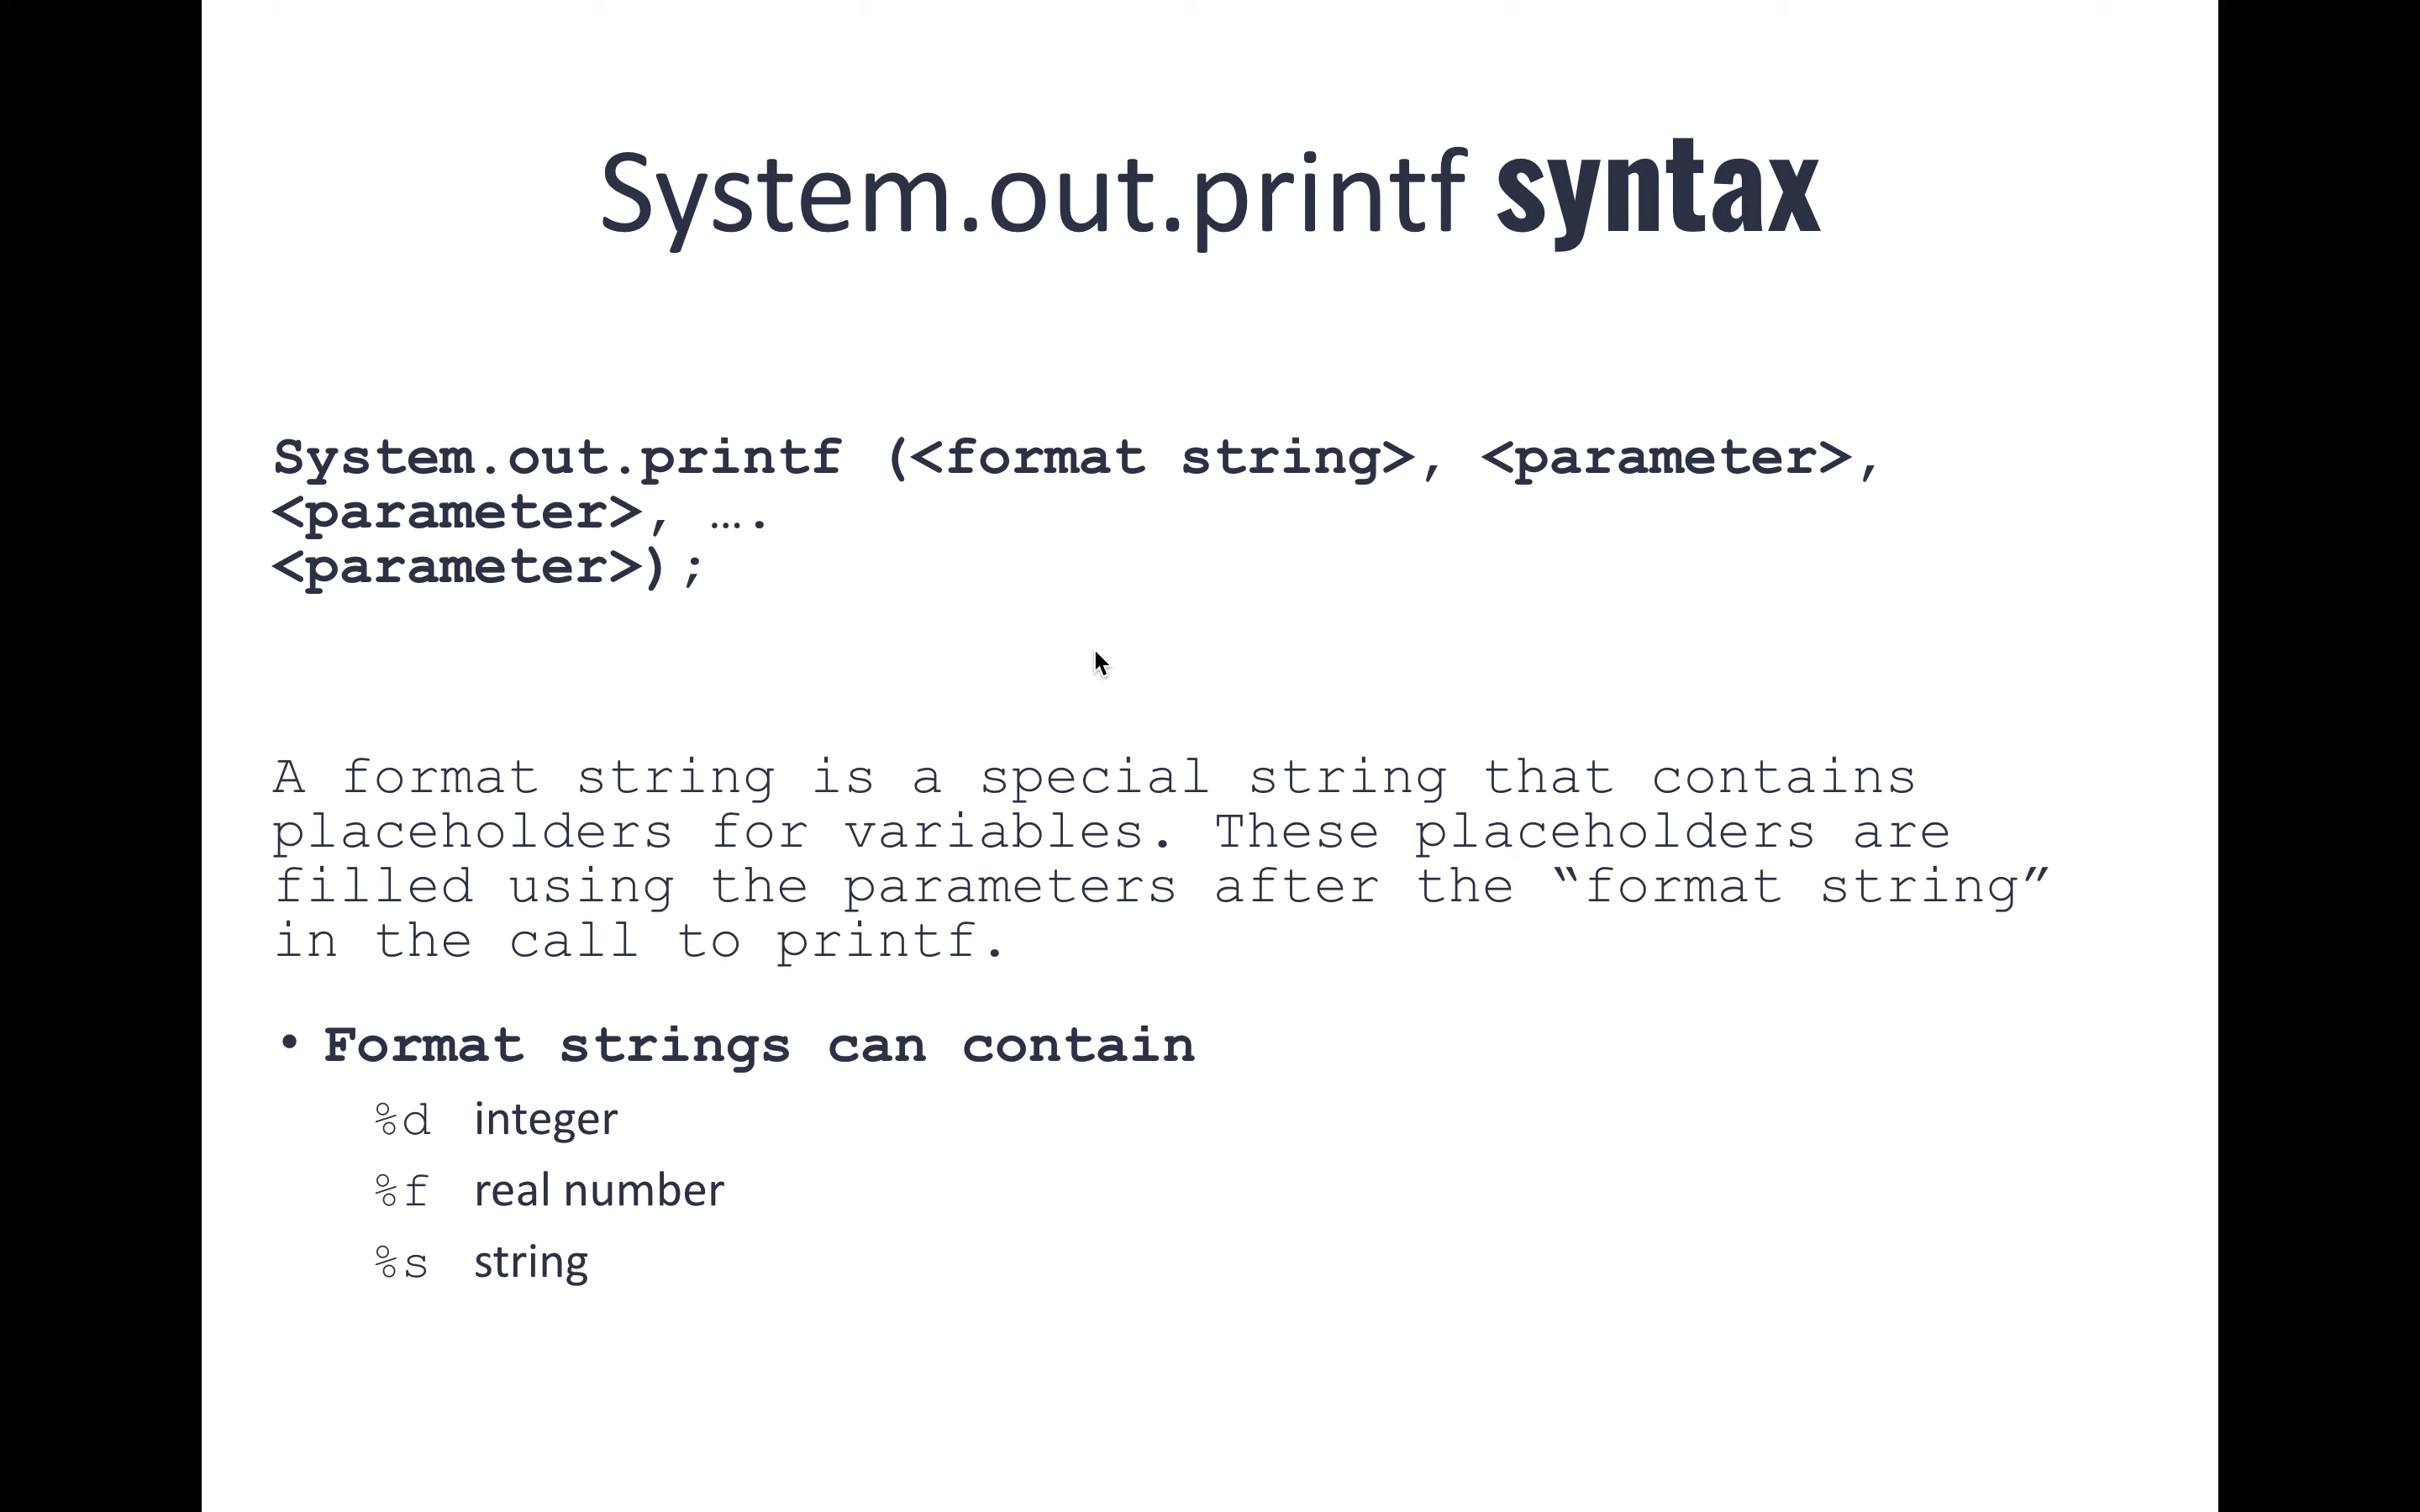 System.out.printf syntax
System.out.printf (<format string>, <parameter>,
<parameter>, ….
<parameter>);
A format string is a special string that contains
placeholders for variables. These placeholders are
filled using the parameters after the “format string”
in the call to printf.
• Format strings can contain
%d integer
%f real number
%s string